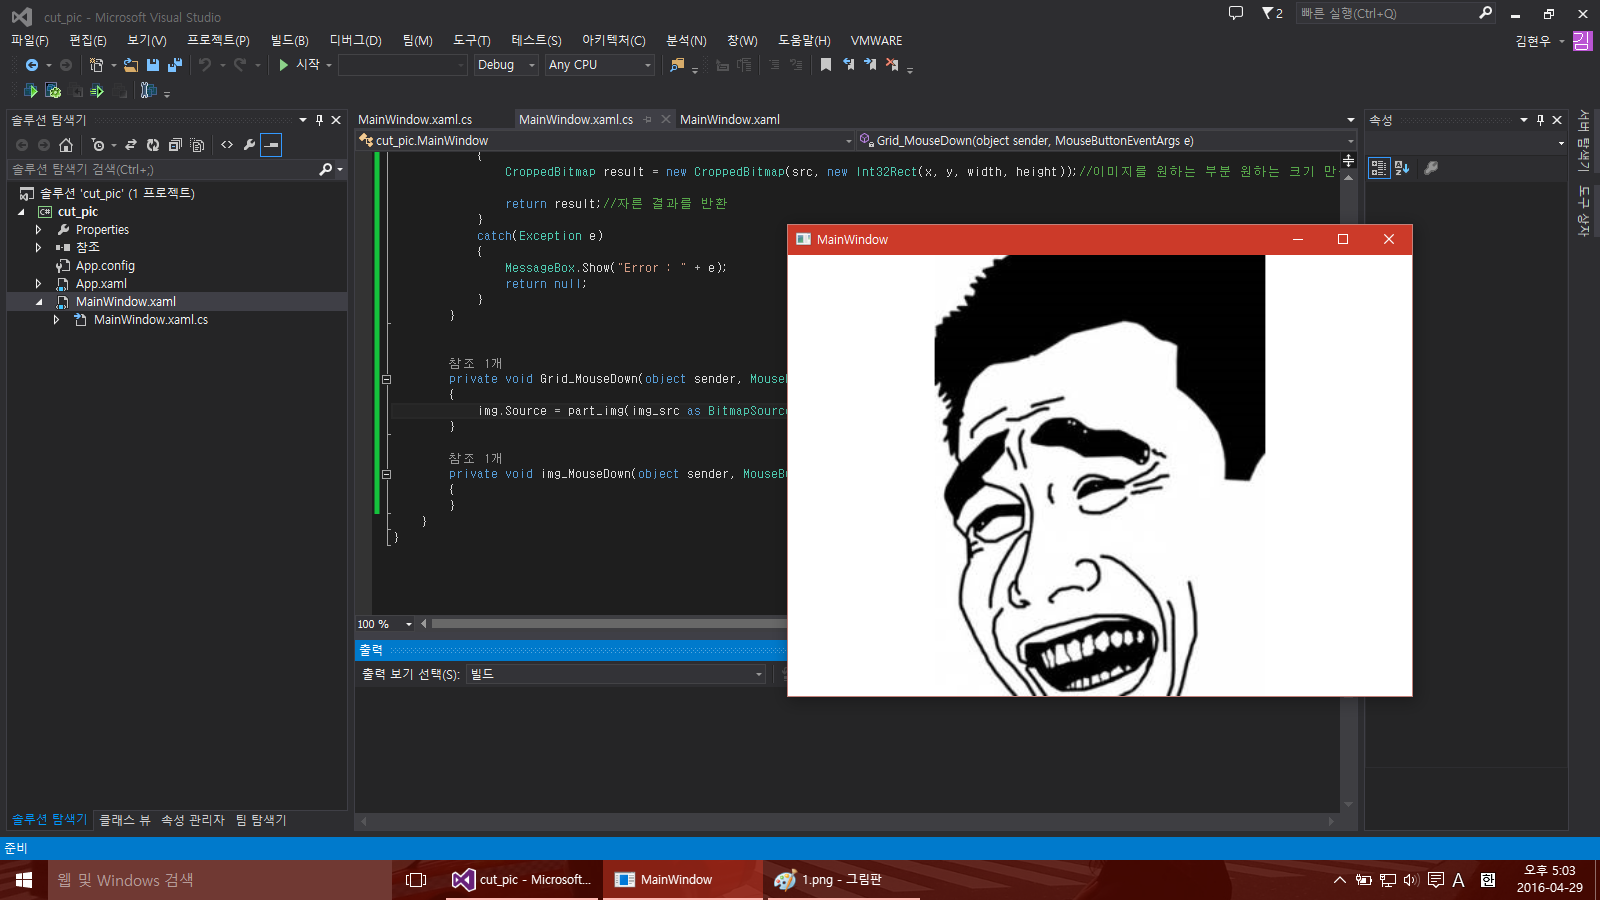 cut_pic - Microsoft Visual Studio
2
빠른 실행(Ctrl+Q)
파일(F) 편집(E) 보기(V) 프로젝트(P) 빌드(B) 디버그(D) 팀(M) 도구(T) 테스트(S) 아키텍처(C) 분석(N) 창(W) 도움말(H) VMWARE
김현우 김
시작 Debug Any CPU
솔루션 탐색기
MainWindow.xaml.cs MainWindow.xaml.cs MainWindow.xaml
속성
서버 탐색기
도구 상자
cut_pic.MainWindow Grid_MouseDown(object sender, MouseButtonEventArgs e)
솔루션 탐색기 검색(Ctrl+;)
솔루션 'cut_pic' (1 프로젝트)
C# cut_pic
Properties
참조
App.config
App.xaml
MainWindow.xaml
MainWindow.xaml.cs
{
CroppedBitmap result = new CroppedBitmap(src, new Int32Rect(x, y, width, height));//이미지를 원하는 부분 원하는 크기 만
return result;//자른 결과를 반환
}
catch(Exception e)
{
MessageBox.Show("Error : " + e);
return null;
}
}
참조 1개
private void Grid_MouseDown(object sender, Mouse
{
img.Source = part_img(img_src as BitmapSource
}
참조 1개
private void img_MouseDown(object sender, MouseBu
{
}
}
}
MainWindow
100 %
출력
출력 보기 선택(S): 빌드
솔루션 탐색기 클래스 뷰 속성 관리자 팀 탐색기
준비
웹 및 Windows 검색
cut_pic - Microsoft... MainWindow 1.png - 그림판
A 한
오후 5:03
2016-04-29